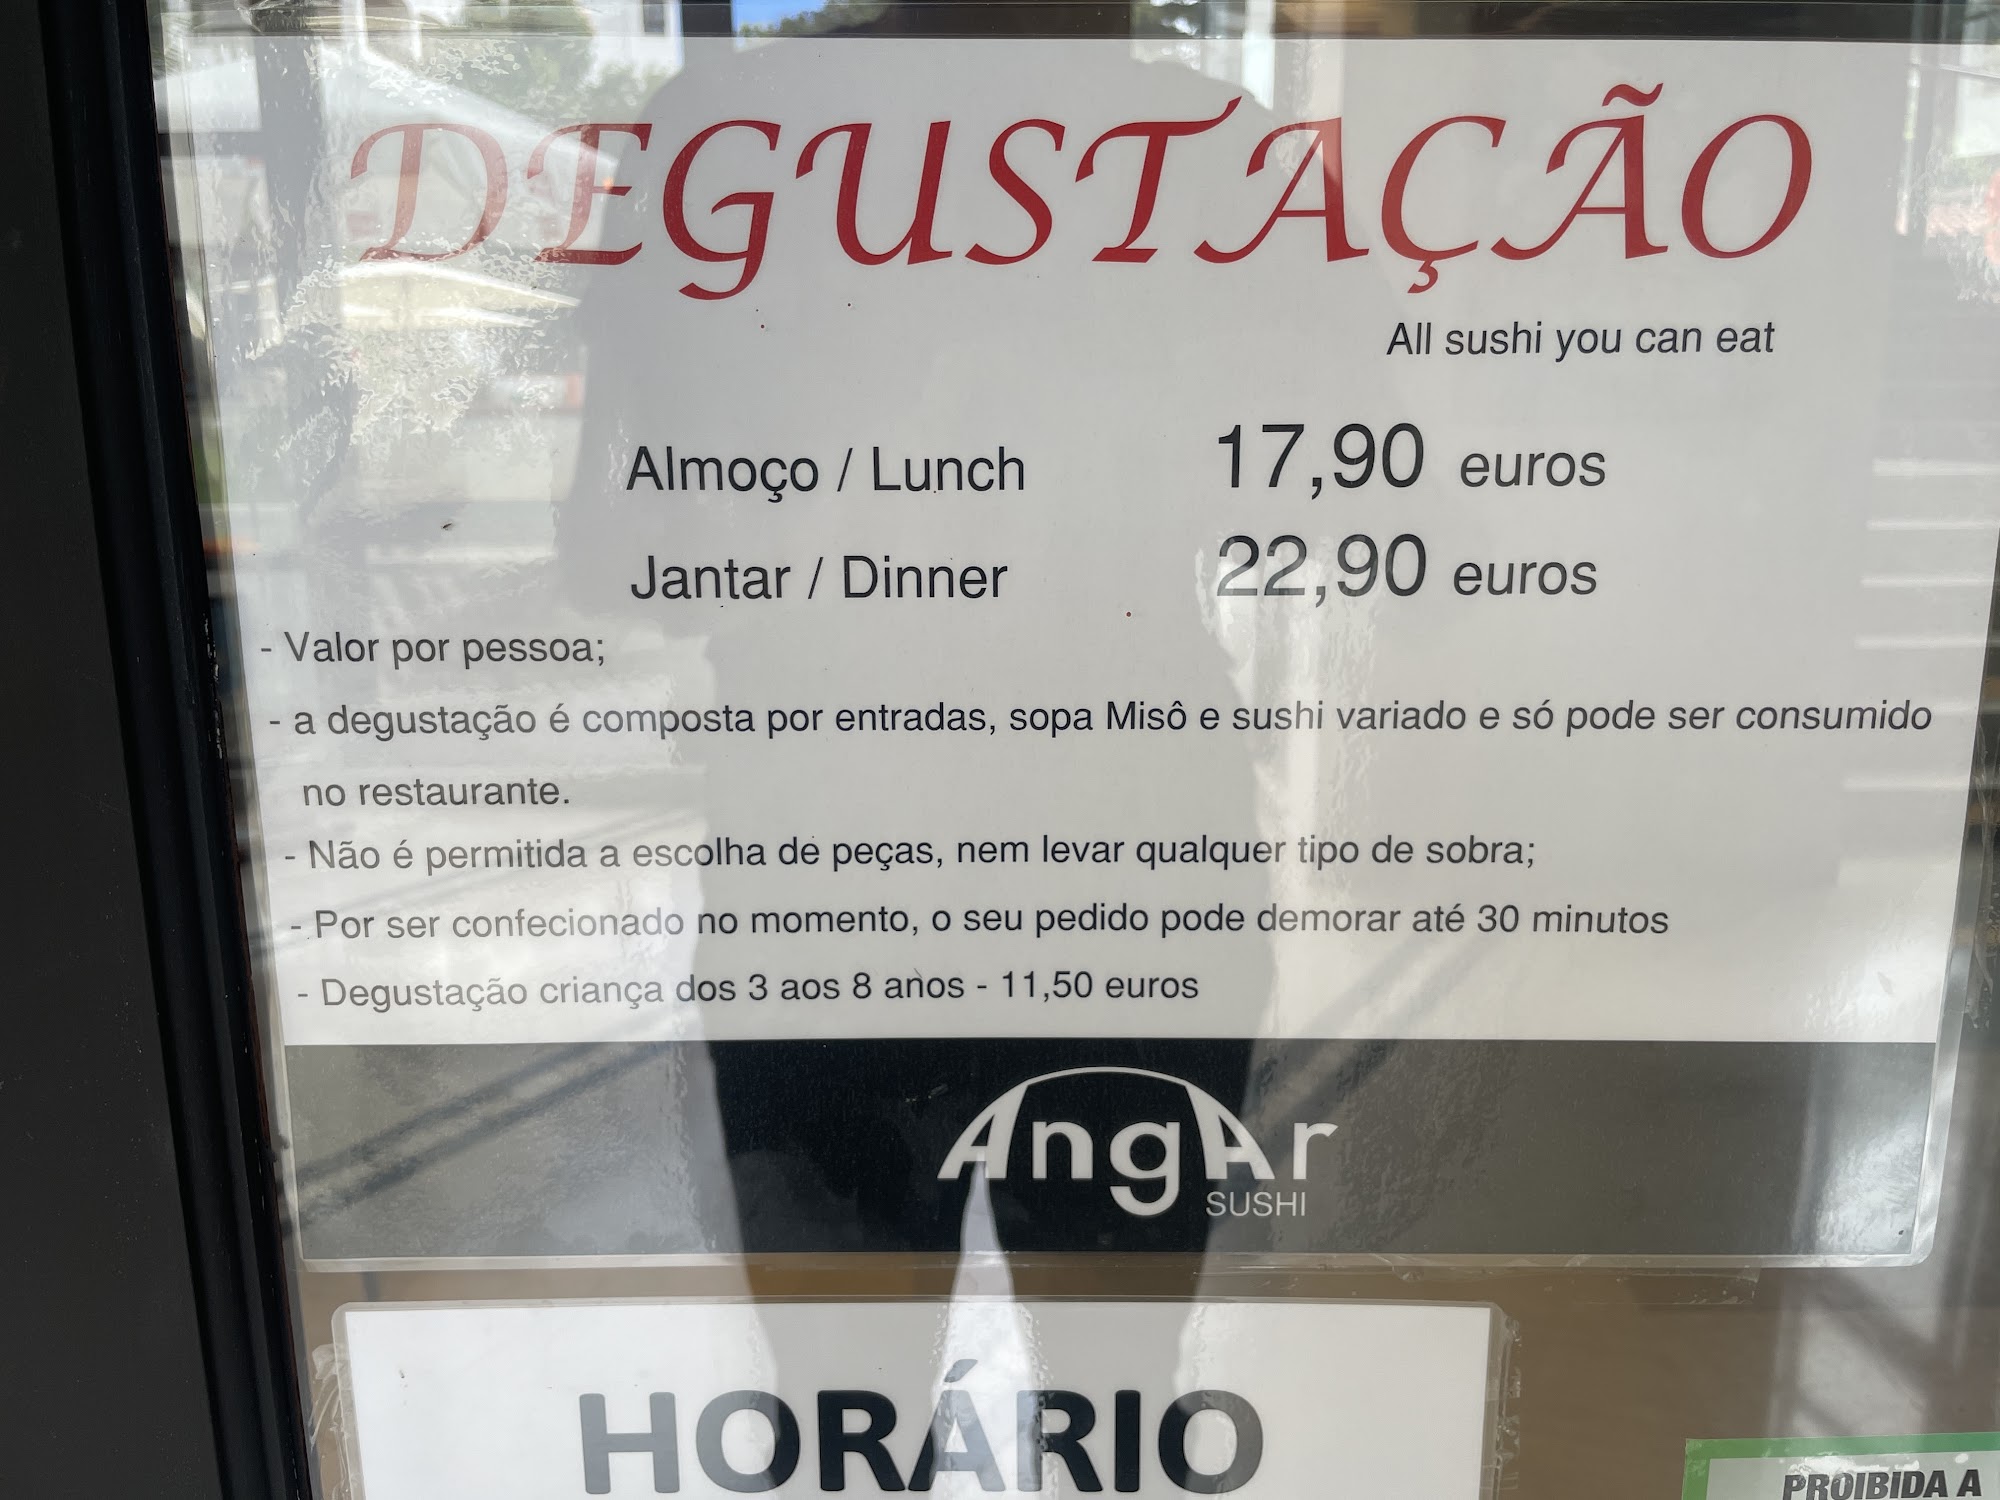 DEGUSTAÇÃO
All sushi you can eat
Almoço / Lunch 17,90 euros
Jantar / Dinner 22,90 euros
- Valor por pessoa;
- a degustação é composta por entradas, sopa Misô e sushi variado e só pode ser consumido
no restaurante.
- Não é permitida a escolha de peças, nem levar qualquer tipo de sobra;
- Por ser confecionado no momento, o seu pedido pode demorar até 30 minutos
- Degustação criança dos 3 aos 8 anos - 11,50 euros
AngAr
SUSHI
HORÁRIO
PROIBIDA A